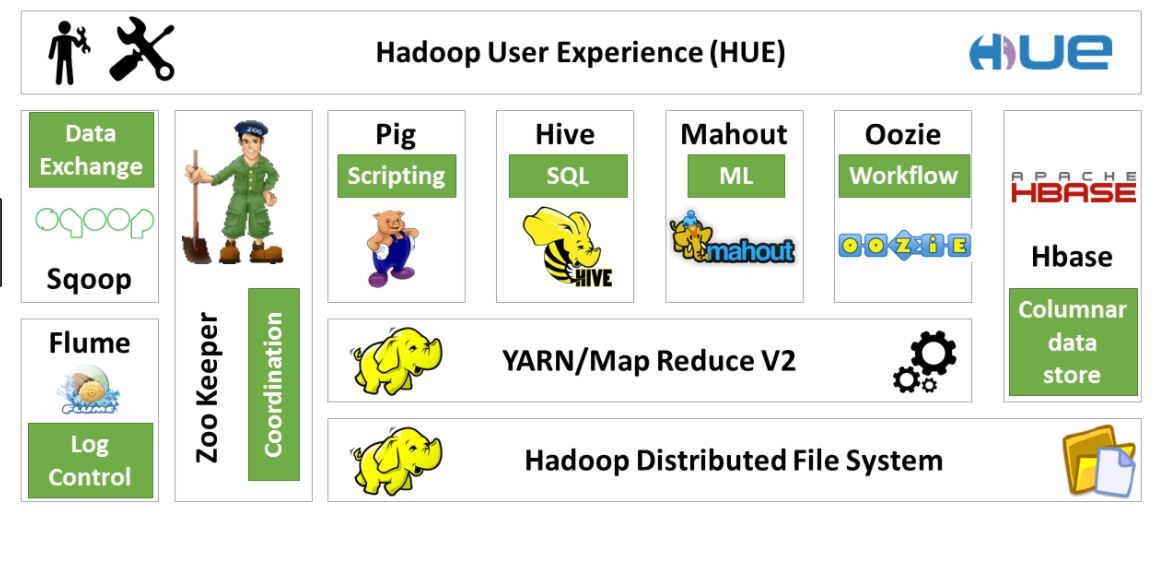 Hadoop User Experience (HUE)
HUE
Data
Exchange
sqoop
Sqoop
Flume
FLUME
Log
Control
ZOO
Zoo Keeper
Coordination
Pig
Scripting
Hive
SQL
HIVE
Mahout
ML
mahout
Oozie
Workflow
OOZiE
APACHE
HBASE
Hbase
Columnar
data
store
YARN/Map Reduce V2
Hadoop Distributed File System